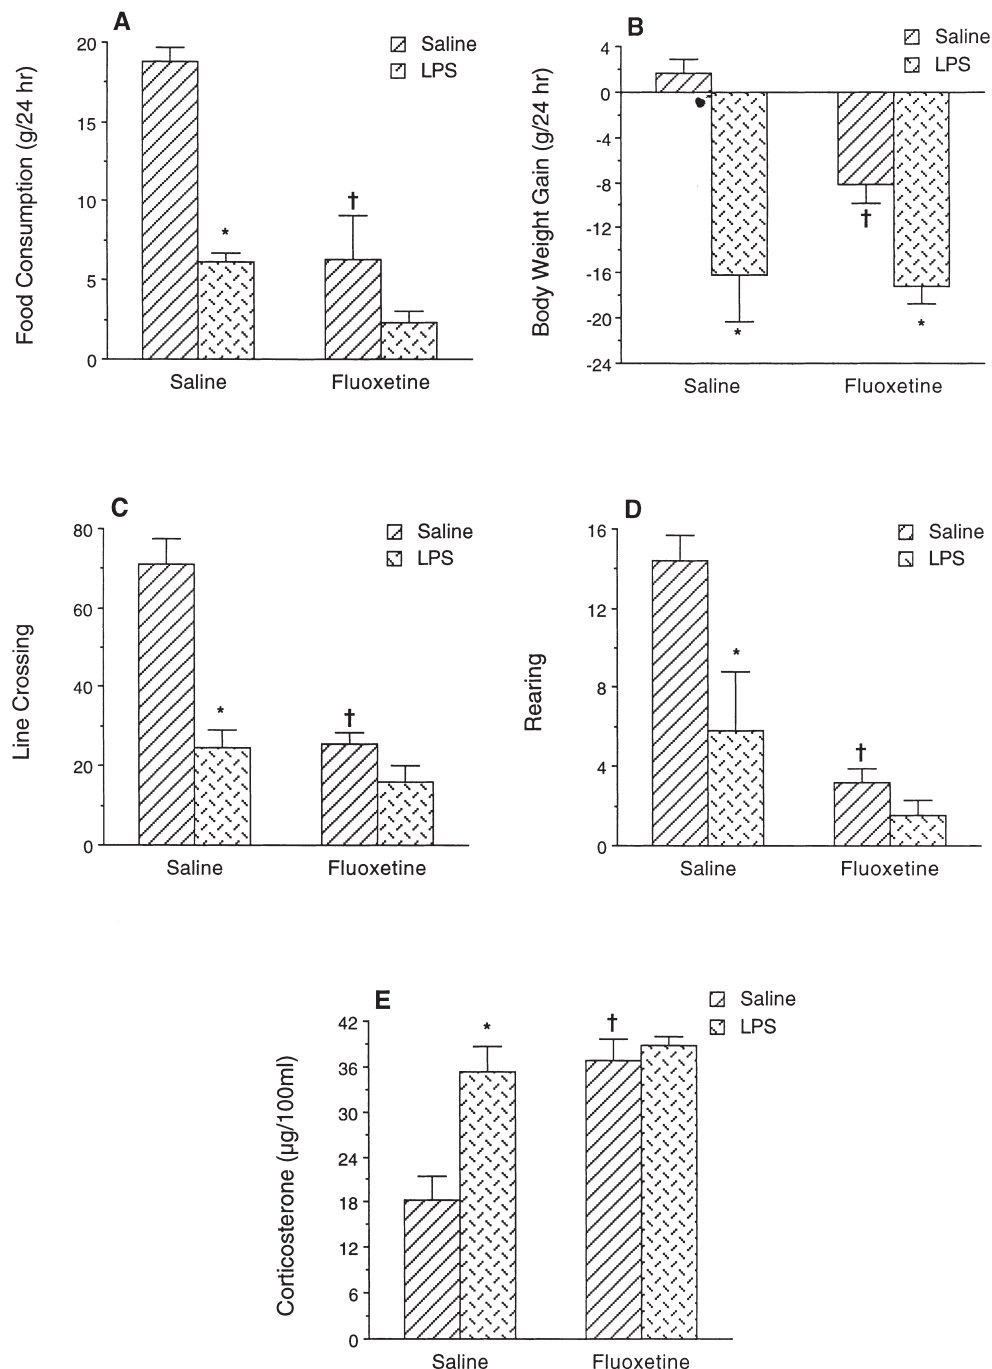 A
Saline
LPS
Food Consumption (g/24 hr)
20
15
10
5
0
*
†
Saline
Fluoxetine
B
Saline
LPS
Body Weight Gain (g/24 hr)
4
0
-4
-8
-12
-16
-20
-24
†
*
*
Saline
Fluoxetine
C
Saline
LPS
Line Crossing
80
60
40
20
0
*
†
Saline
Fluoxetine
D
Saline
LPS
Rearing
16
12
8
4
0
*
†
Saline
Fluoxetine
E
Saline
LPS
Corticosterone (µg/100ml)
42
36
30
24
18
12
6
0
*
†
Saline
Fluoxetine